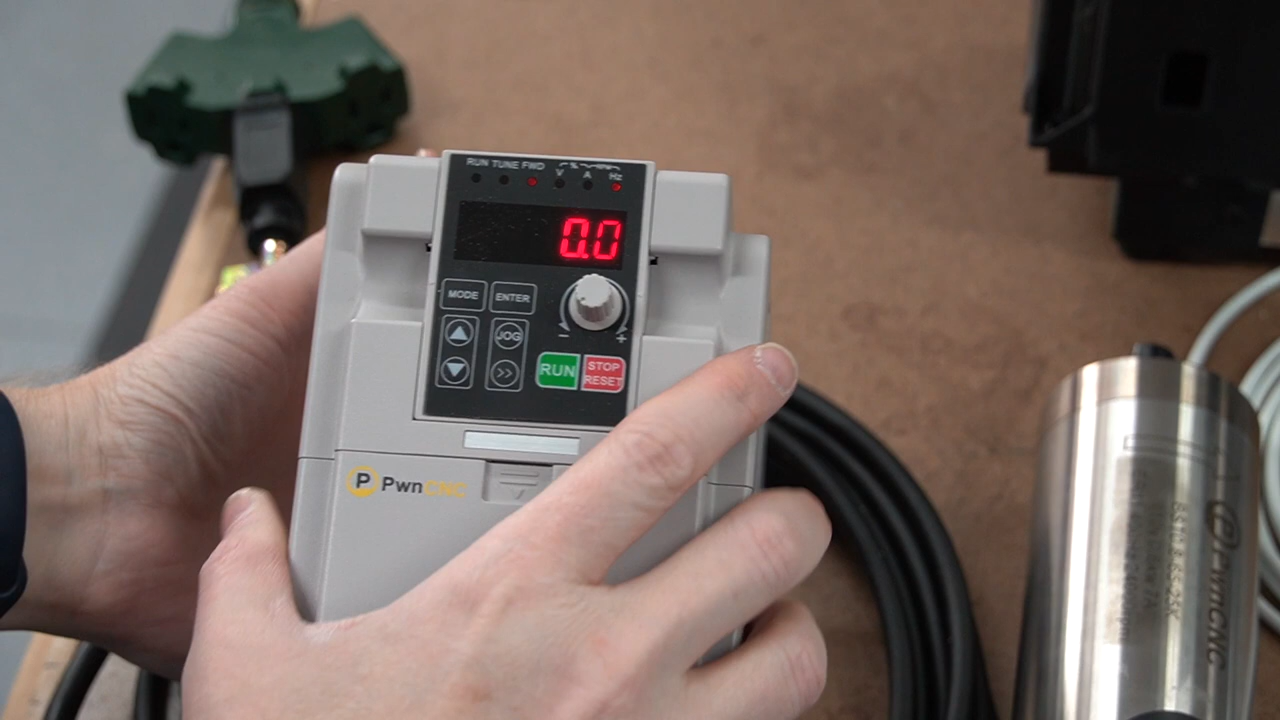 RUN TUNE FWD V A Hz
0.0
MODE ENTER
JOG
- +
>>
RUN STOP RESET
P PwnCNC
PwnCNC